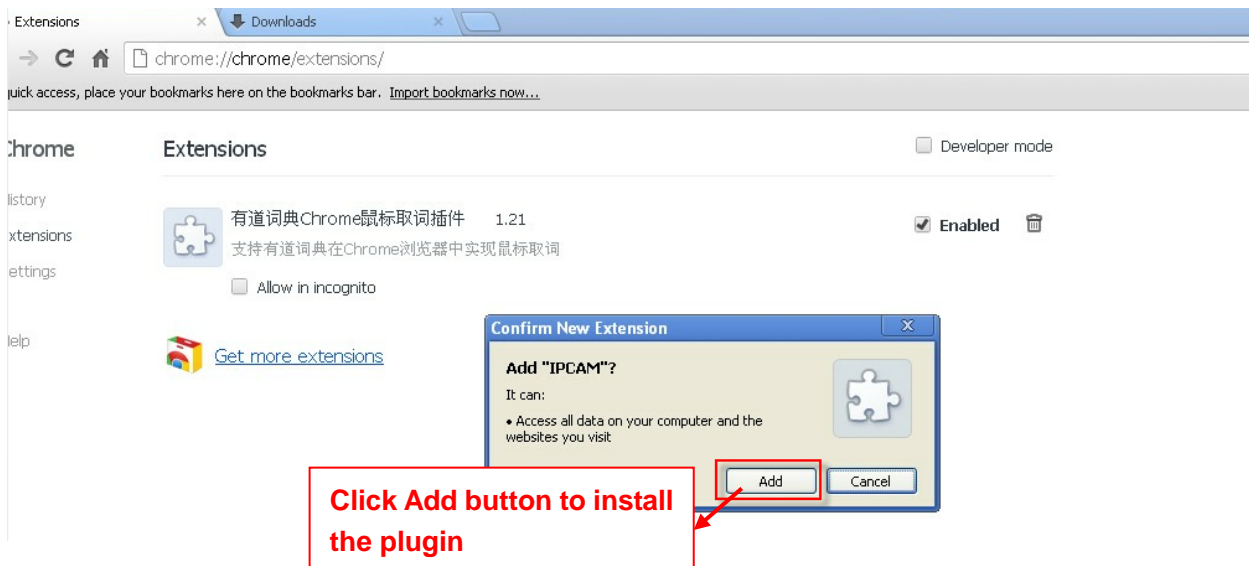 Extensions
Downloads
chrome://chrome/extensions/
quick access, place your bookmarks here on the bookmarks bar. Import bookmarks now...
Chrome
Extensions
Developer mode
History
Extensions
Settings
Help
有道词典Chrome鼠标取词插件 1.21
Enabled
支持有道词典在Chrome浏览器中实现鼠标取词
Allow in incognito
Get more extensions
Confirm New Extension
Add "IPCAM"?
It can:
• Access all data on your computer and the
websites you visit
Add
Cancel
Click Add button to install
the plugin